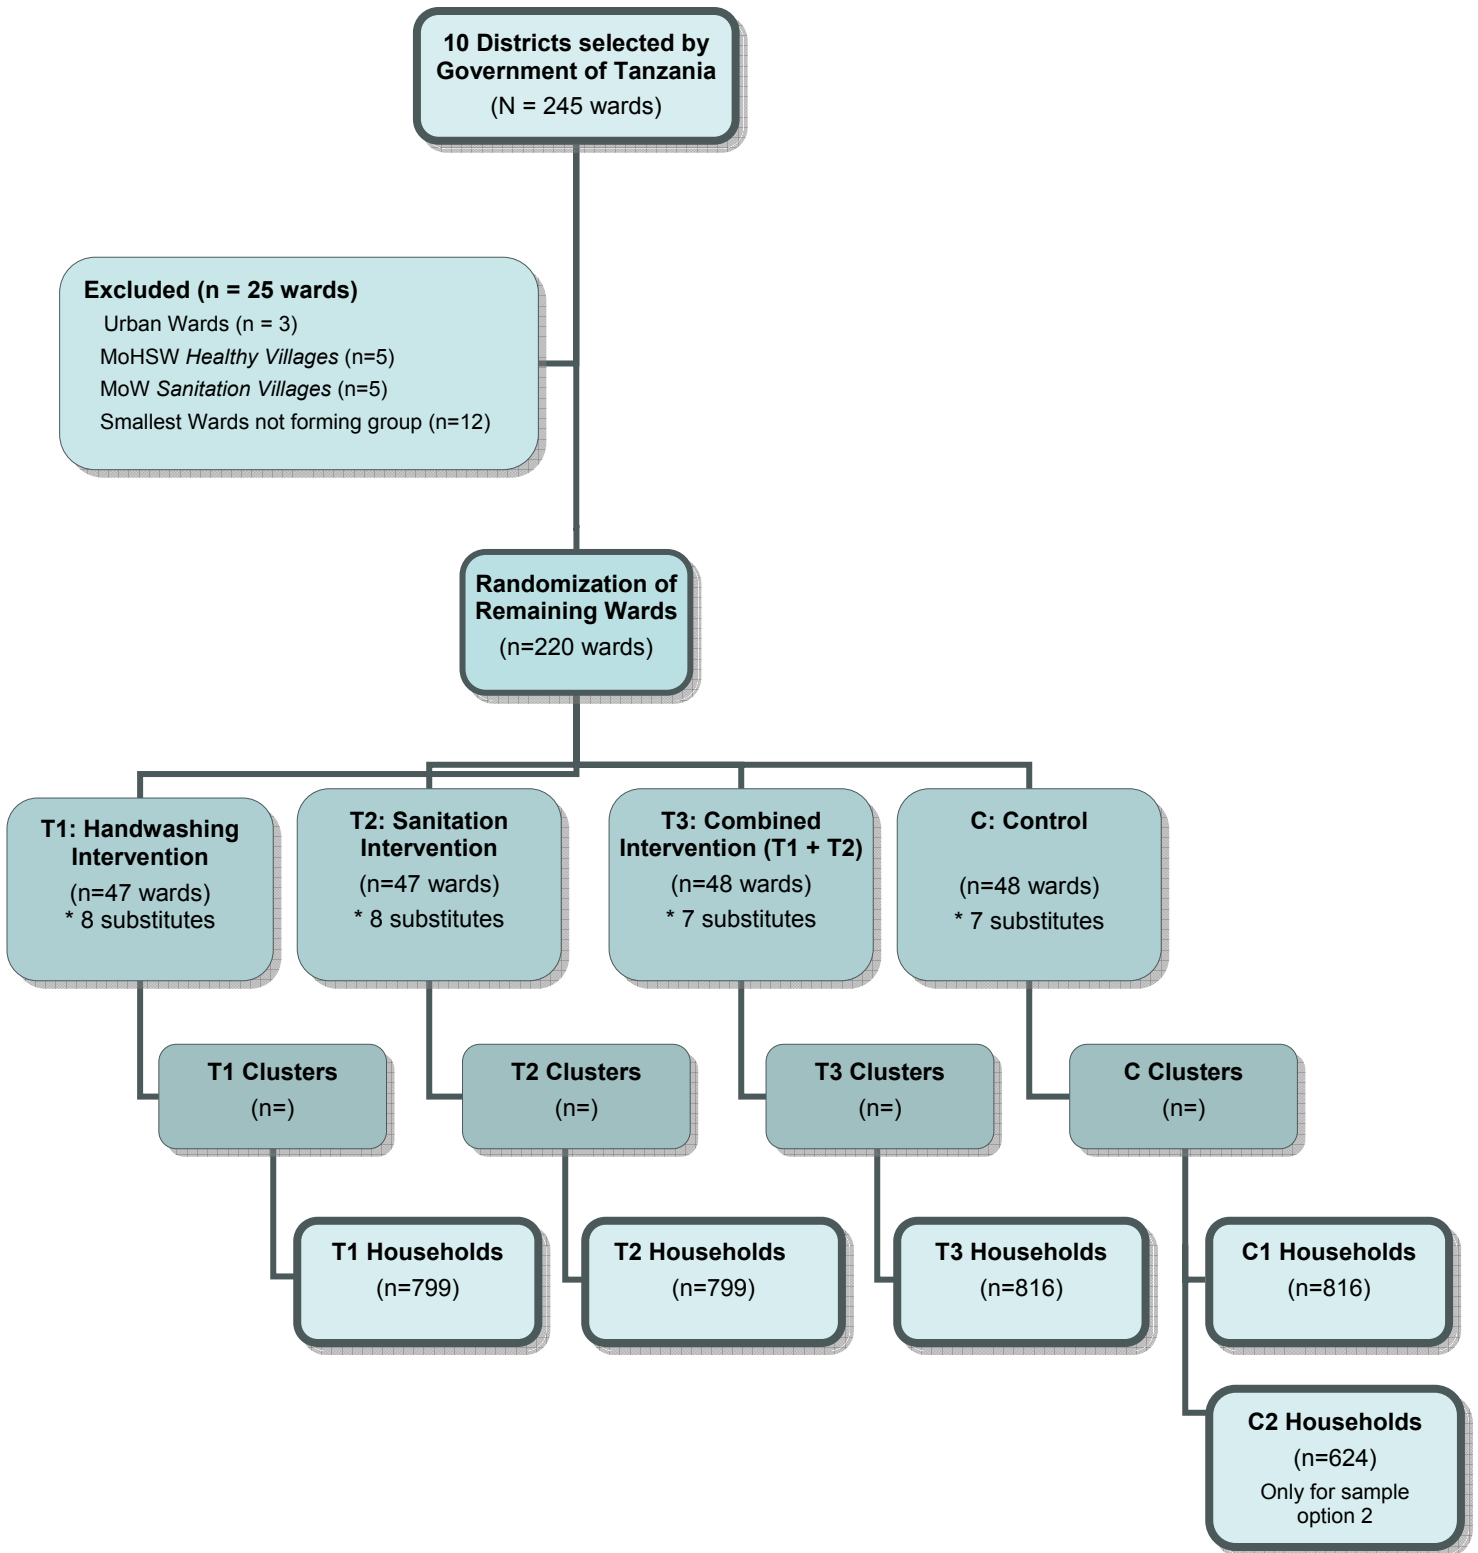 10 Districts selected by
Government of Tanzania
(N = 245 wards)
Excluded (n = 25 wards)
Urban Wards (n = 3)
MoHSW Healthy Villages (n=5)
MoW Sanitation Villages (n=5)
Smallest Wards not forming group (n=12)
Randomization of
Remaining Wards
(n=220 wards)
T1: Handwashing
Intervention
(n=47 wards)
* 8 substitutes
T2: Sanitation
Intervention
(n=47 wards)
* 8 substitutes
T3: Combined
Intervention (T1 + T2)
(n=48 wards)
* 7 substitutes
C: Control
(n=48 wards)
* 7 substitutes
T1 Clusters
(n=)
T2 Clusters
(n=)
T3 Clusters
(n=)
C Clusters
(n=)
T1 Households
(n=799)
T2 Households
(n=799)
T3 Households
(n=816)
C1 Households
(n=816)
C2 Households
(n=624)
Only for sample
option 2